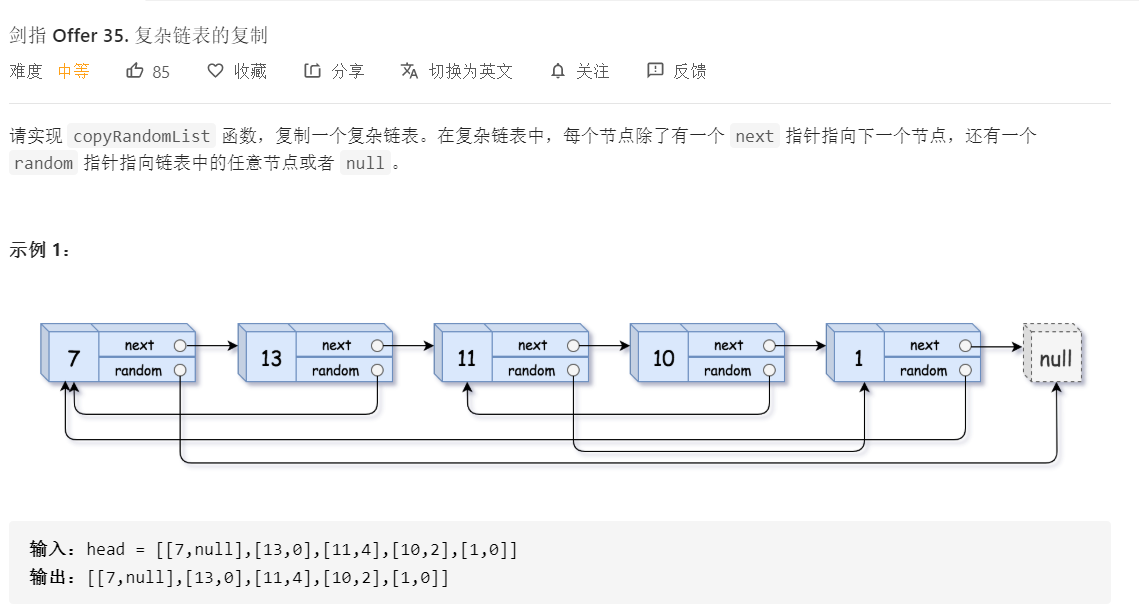 剑指 Offer 35. 复杂链表的复制
难度 中等 85 收藏 分享 切换为英文 关注 反馈
请实现 copyRandomList 函数，复制一个复杂链表。在复杂链表中，每个节点除了有一个 next 指针指向下一个节点，还有一个
random 指针指向链表中的任意节点或者 null。
示例 1：
7 next random 13 next random 11 next random 10 next random 1 next random null
输入：head = [[7,null],[13,0],[11,4],[10,2],[1,0]]
输出：[[7,null],[13,0],[11,4],[10,2],[1,0]]